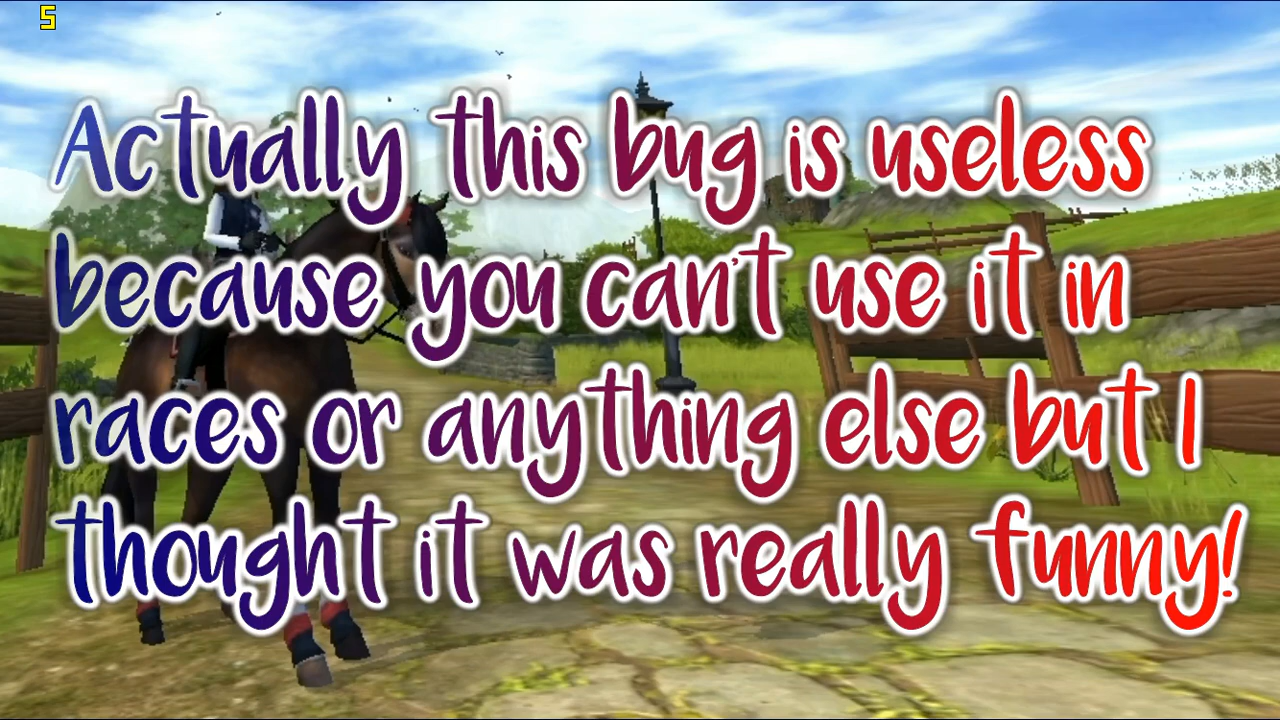 5
Actually this bug is useless
because you can't use it in
races or anything else but I
thought it was really funny!